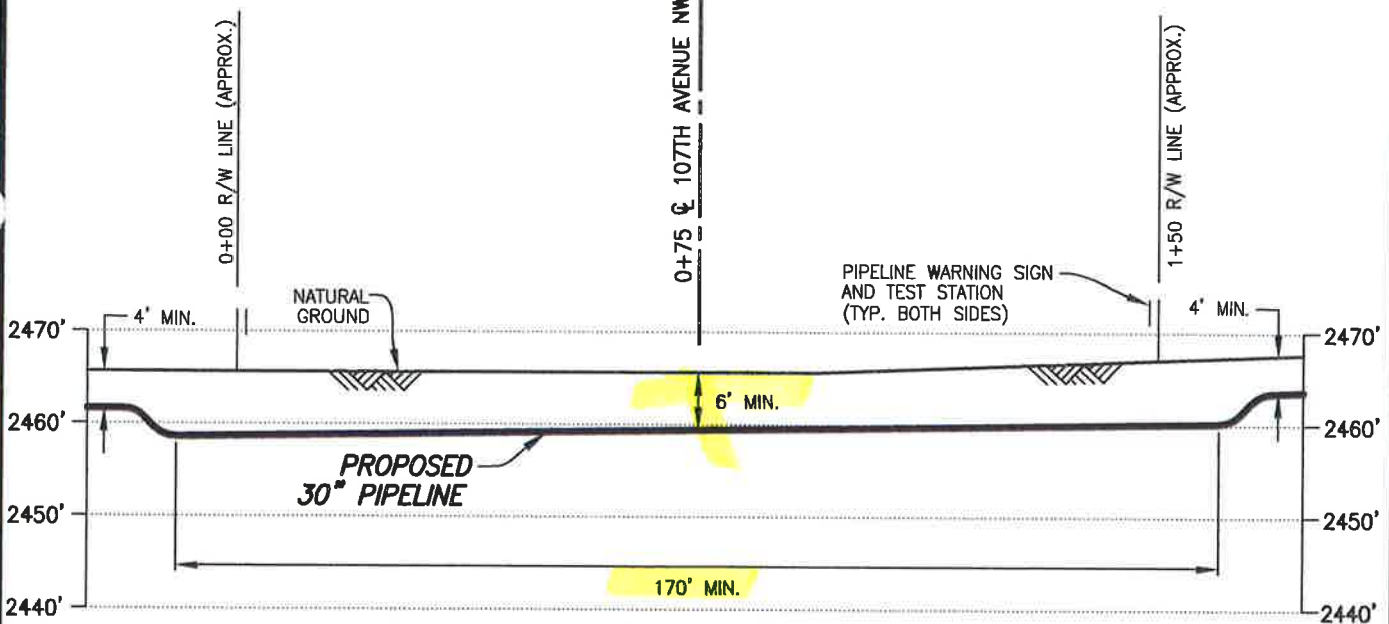 0+00 R/W LINE (APPROX.)
0+75 ℄ 107TH AVENUE NW
1+50 R/W LINE (APPROX.)
PIPELINE WARNING SIGN
AND TEST STATION
(TYP. BOTH SIDES)
NATURAL
GROUND
4' MIN.
4' MIN.
2470'
2470'
6' MIN.
2460'
2460'
PROPOSED
30" PIPELINE
2450'
2450'
170' MIN.
2440'
2440'